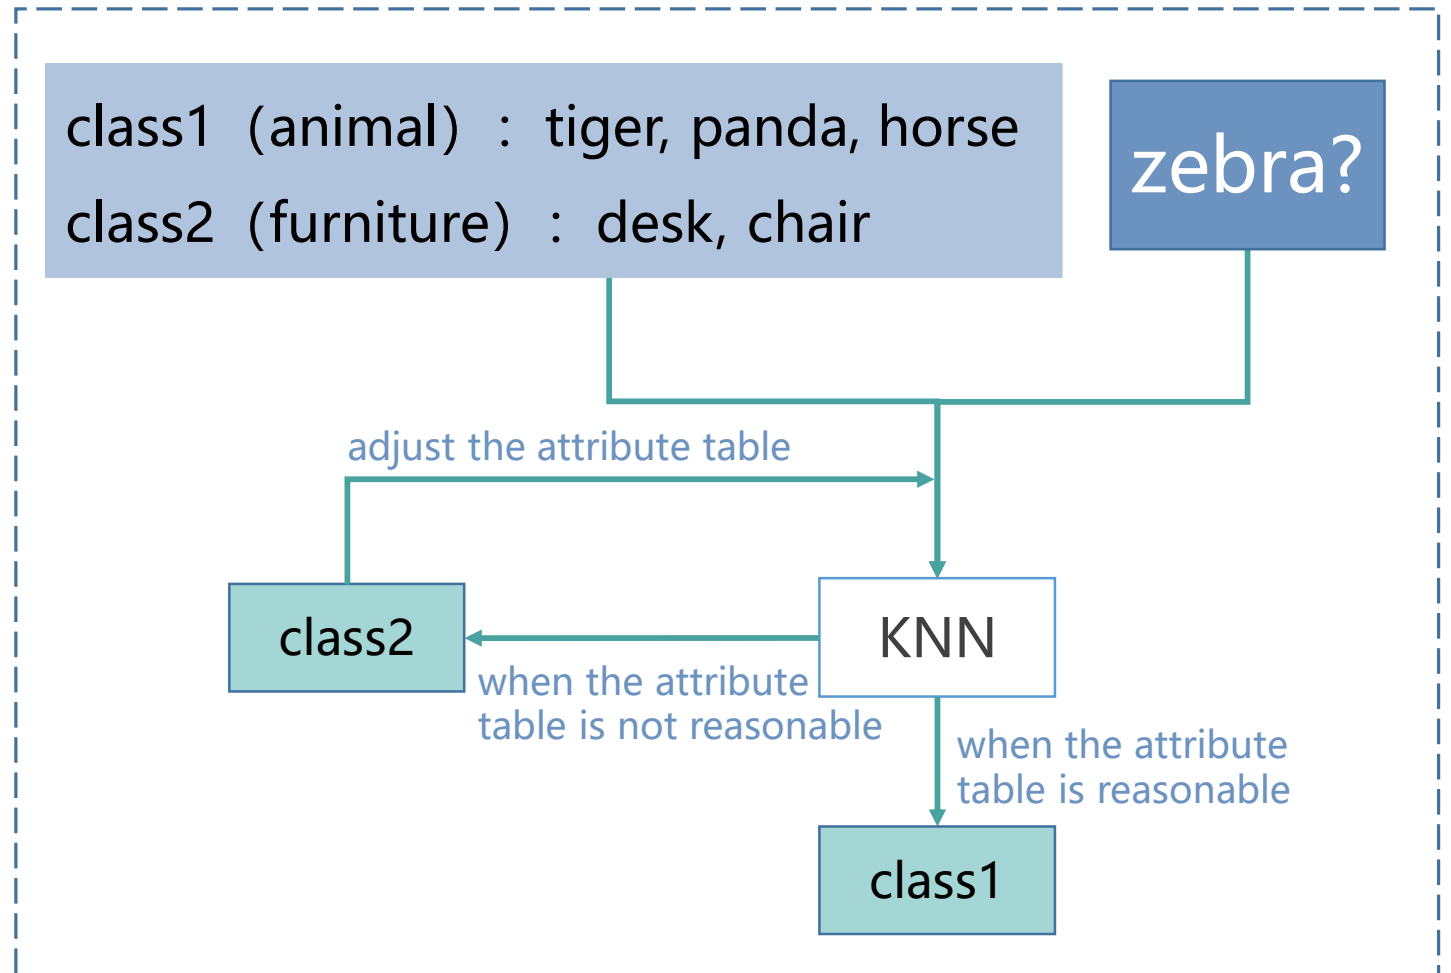 class1（animal）: tiger, panda, horse
class2（furniture）: desk, chair
zebra?
adjust the attribute table
class2
KNN
when the attribute
table is not reasonable
when the attribute
table is reasonable
class1